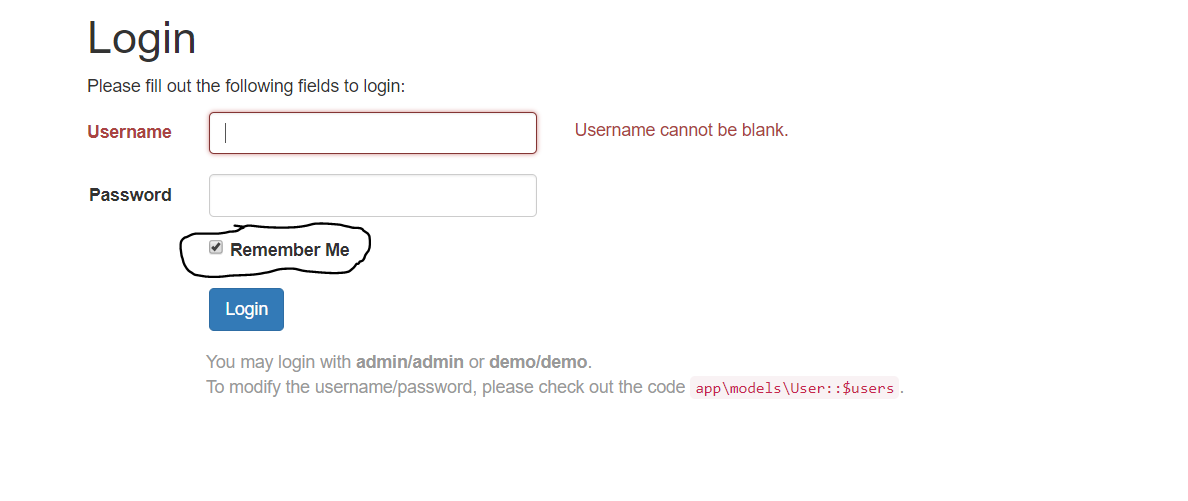 Login
Please fill out the following fields to login:
Username Username cannot be blank.
Password
Remember Me
Login
You may login with admin/admin or demo/demo.
To modify the username/password, please check out the code app\models\User::$users.